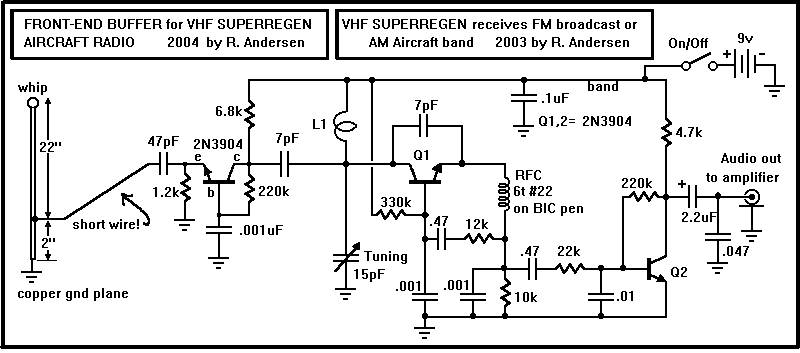 FRONT-END BUFFER for VHF SUPERREGEN
AIRCRAFT RADIO 2004 by R. Andersen
VHF SUPERREGEN receives FM broadcast or
AM Aircraft band 2003 by R. Andersen
On/Off
+
9v
-
band
whip
22"
2"
copper gnd plane
short wire!
47pF
1.2k
2N3904
e
c
b
6.8k
220k
.001uF
7pF
L1
Tuning
15pF
7pF
Q1
330k
.47
12k
.001
.001
10k
RFC
6t #22
on BIC pen
.1uF
Q1,2= 2N3904
.47
22k
.01
220k
4.7k
Q2
+
2.2uF
.047
Audio out
to amplifier